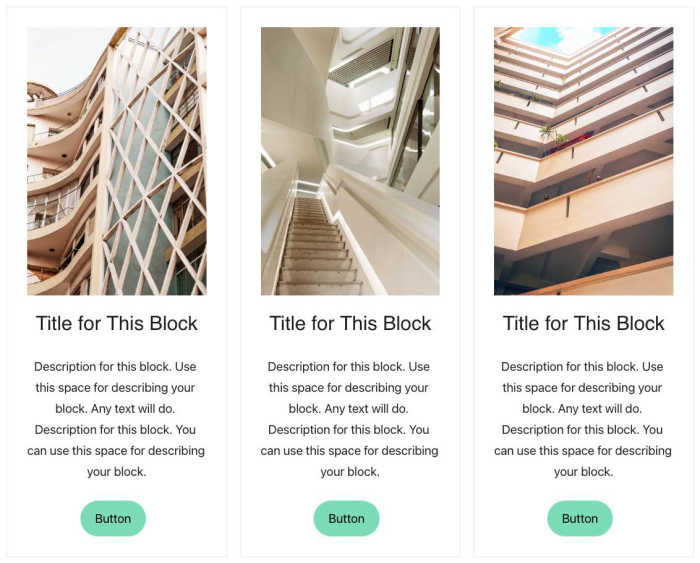 Title for This Block
Description for this block. Use
this space for describing your
block. Any text will do.
Description for this block. You
can use this space for describing
your block.
Button
Title for This Block
Description for this block. Use
this space for describing your
block. Any text will do.
Description for this block. You
can use this space for describing
your block.
Button
Title for This Block
Description for this block. Use
this space for describing your
block. Any text will do.
Description for this block. You
can use this space for describing
your block.
Button